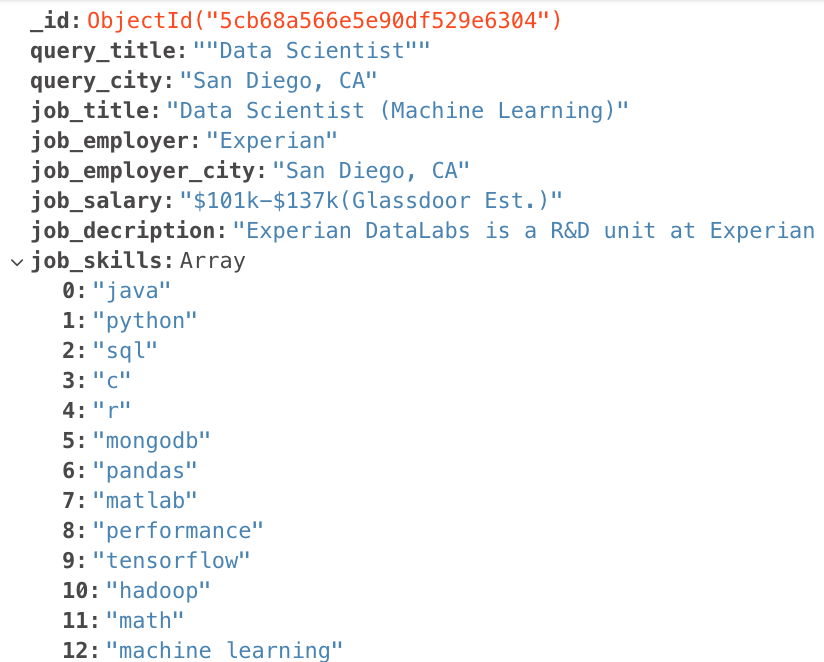 _id: ObjectId("5cb68a566e5e90df529e6304")
query_title: ""Data Scientist""
query_city: "San Diego, CA"
job_title: "Data Scientist (Machine Learning)"
job_employer: "Experian"
job_employer_city: "San Diego, CA"
job_salary: "$101k-$137k(Glassdoor Est.)"
job_decription: "Experian DataLabs is a R&D unit at Experian
job_skills: Array
0: "java"
1: "python"
2: "sql"
3: "c"
4: "r"
5: "mongodb"
6: "pandas"
7: "matlab"
8: "performance"
9: "tensorflow"
10: "hadoop"
11: "math"
12: "machine learning"